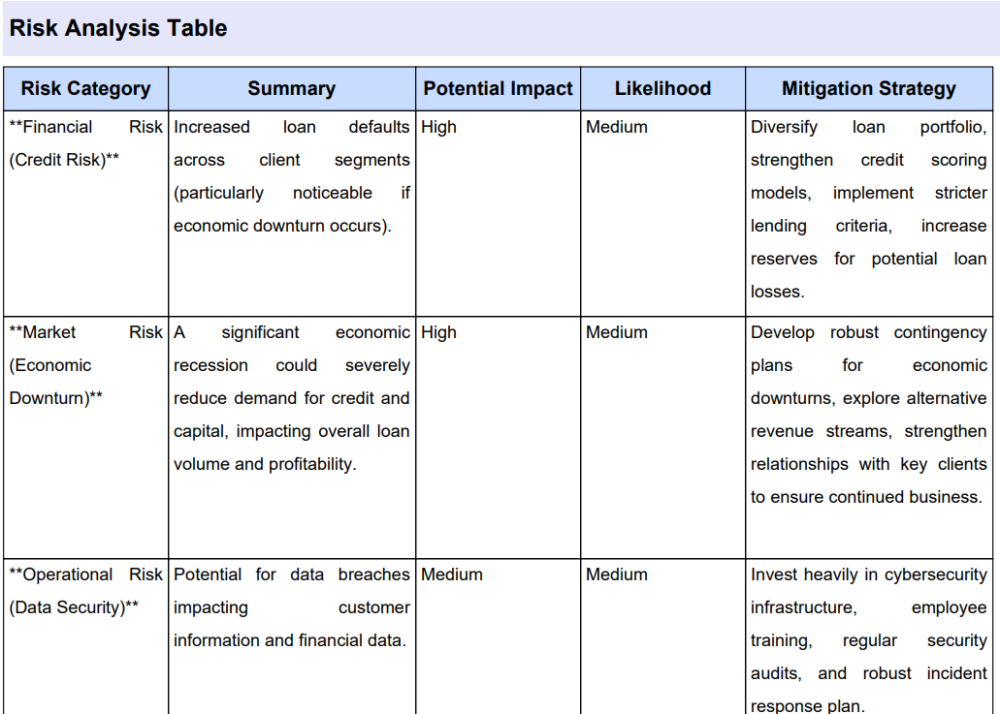 Risk Analysis Table
Risk Category Summary Potential Impact Likelihood Mitigation Strategy
**Financial Risk
(Credit Risk)**
Increased loan defaults
across client segments
(particularly noticeable if
economic downturn occurs).
High
Medium
Diversify loan portfolio,
strengthen credit scoring
models, implement stricter
lending criteria, increase
reserves for potential loan
losses.
**Market Risk
(Economic
Downturn)**
A significant economic
recession could severely
reduce demand for credit and
capital, impacting overall loan
volume and profitability.
High
Medium
Develop robust contingency
plans for economic
downturns, explore alternative
revenue streams, strengthen
relationships with key clients
to ensure continued business.
**Operational Risk
(Data Security)**
Potential for data breaches
impacting customer
information and financial data.
Medium
Medium
Invest heavily in cybersecurity
infrastructure, employee
training, regular security
audits, and robust incident
response plan.